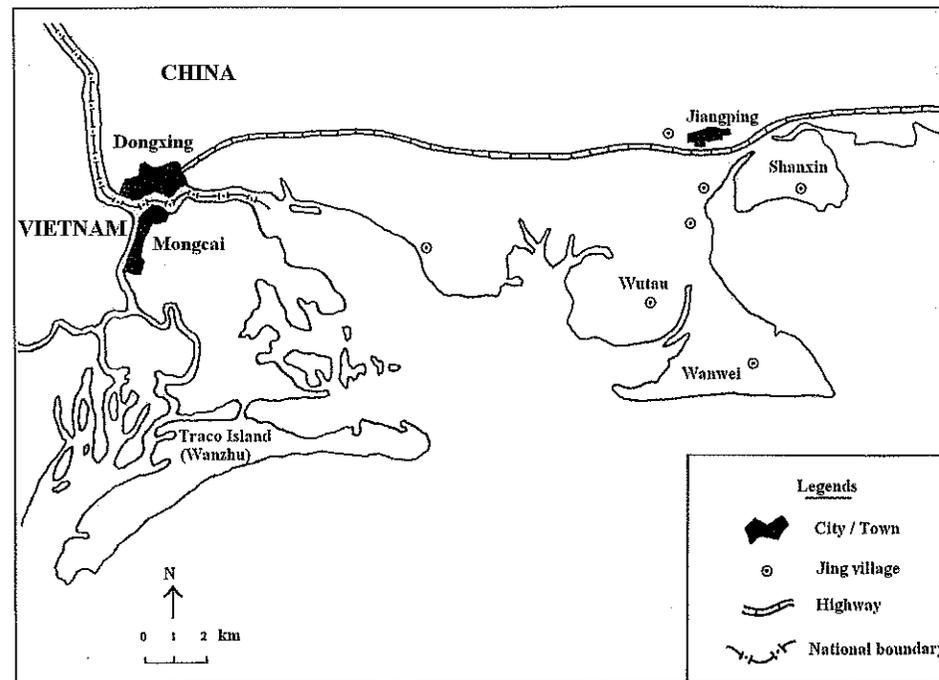 CHINA
Dongxing
Jiangping
Shanxin
VIETNAM
Mongcai
Wutau
Wanwei
Traco Island
(Wanzhu)
N
0 1 2 km
Legends
City / Town
Jing village
Highway
National boundary